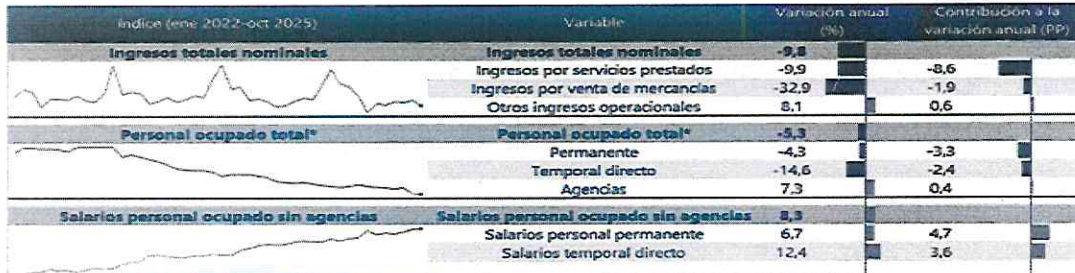 Índice (ene 2022-oct 2025) Variable Variación anual (%) Contribución a la variación anual (PP)
Ingresos totales nominales Ingresos totales nominales -9,8
Ingresos por servicios prestados -9,9 -8,6
Ingresos por venta de mercancías -32,9 -1,9
Otros ingresos operacionales 8,1 0,6
Personal ocupado total* Personal ocupado total* -5,3
Permanente -4,3 -3,3
Temporal directo -14,6 -2,4
Agencias 7,3 0,4
Salarios personal ocupado sin agencias Salarios personal ocupado sin agencias 8,3
Salarios personal permanente 6,7 4,7
Salarios temporal directo 12,4 3,6